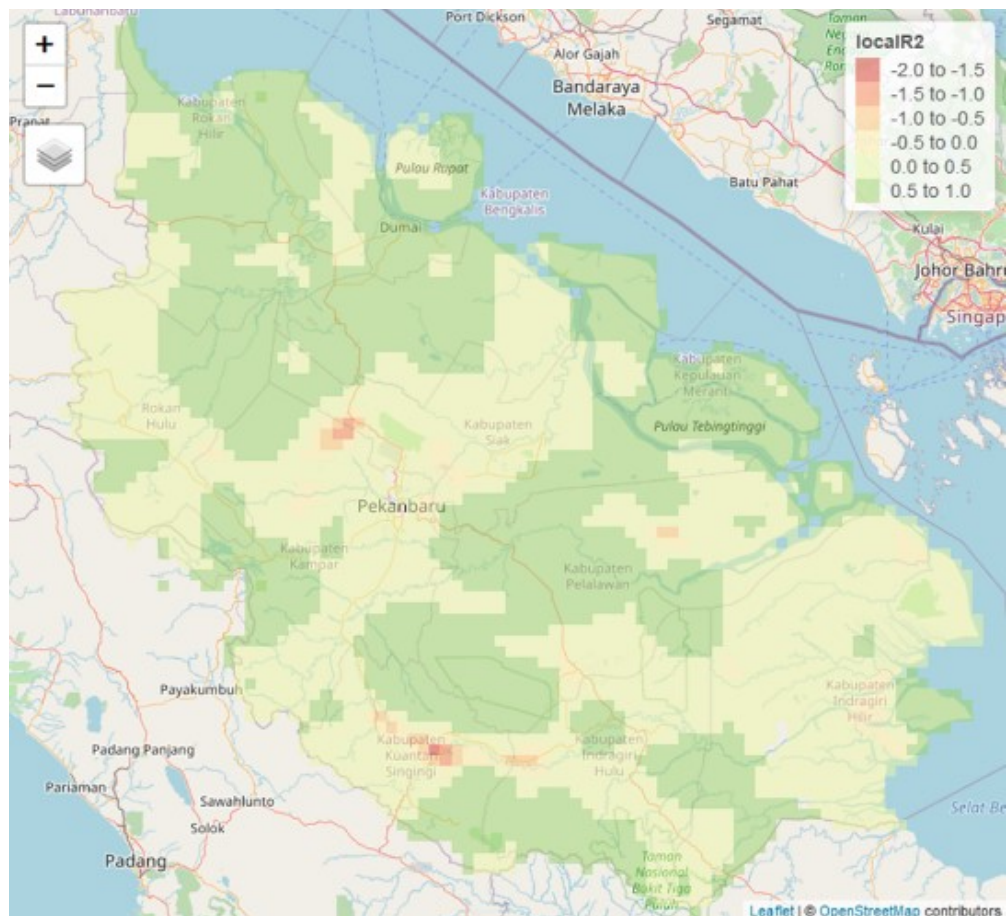 Port Dickson
Segamat
Alor Gajah
Bandaraya
Melaka
Batu Pahat
Kulai
Johor Bahru
Singap
localR2
-2.0 to -1.5
-1.5 to -1.0
-1.0 to -0.5
-0.5 to 0.0
0.0 to 0.5
0.5 to 1.0
+
−
Kabupaten
Rokan
Hilir
Pulau Rupat
Kabupaten
Bengkalis
Dumai
Kabupaten
Kepulauan
Meranti
Pulau Tebingtinggi
Rokan
Hulu
Kabupaten
Siak
Pekanbaru
Kabupaten
Kampar
Kabupaten
Pelalawan
Payakumbuh
Kabupaten
Indragiri
Hilir
Kabupaten
Kuantan
Singingi
Kabupaten
Indragiri
Hulu
Padang Panjang
Pariaman
Sawahlunto
Solok
Padang
Selat Be
Taman
Nasional
Bukit Tiga
Puluh
Leaflet | © OpenStreetMap contributors